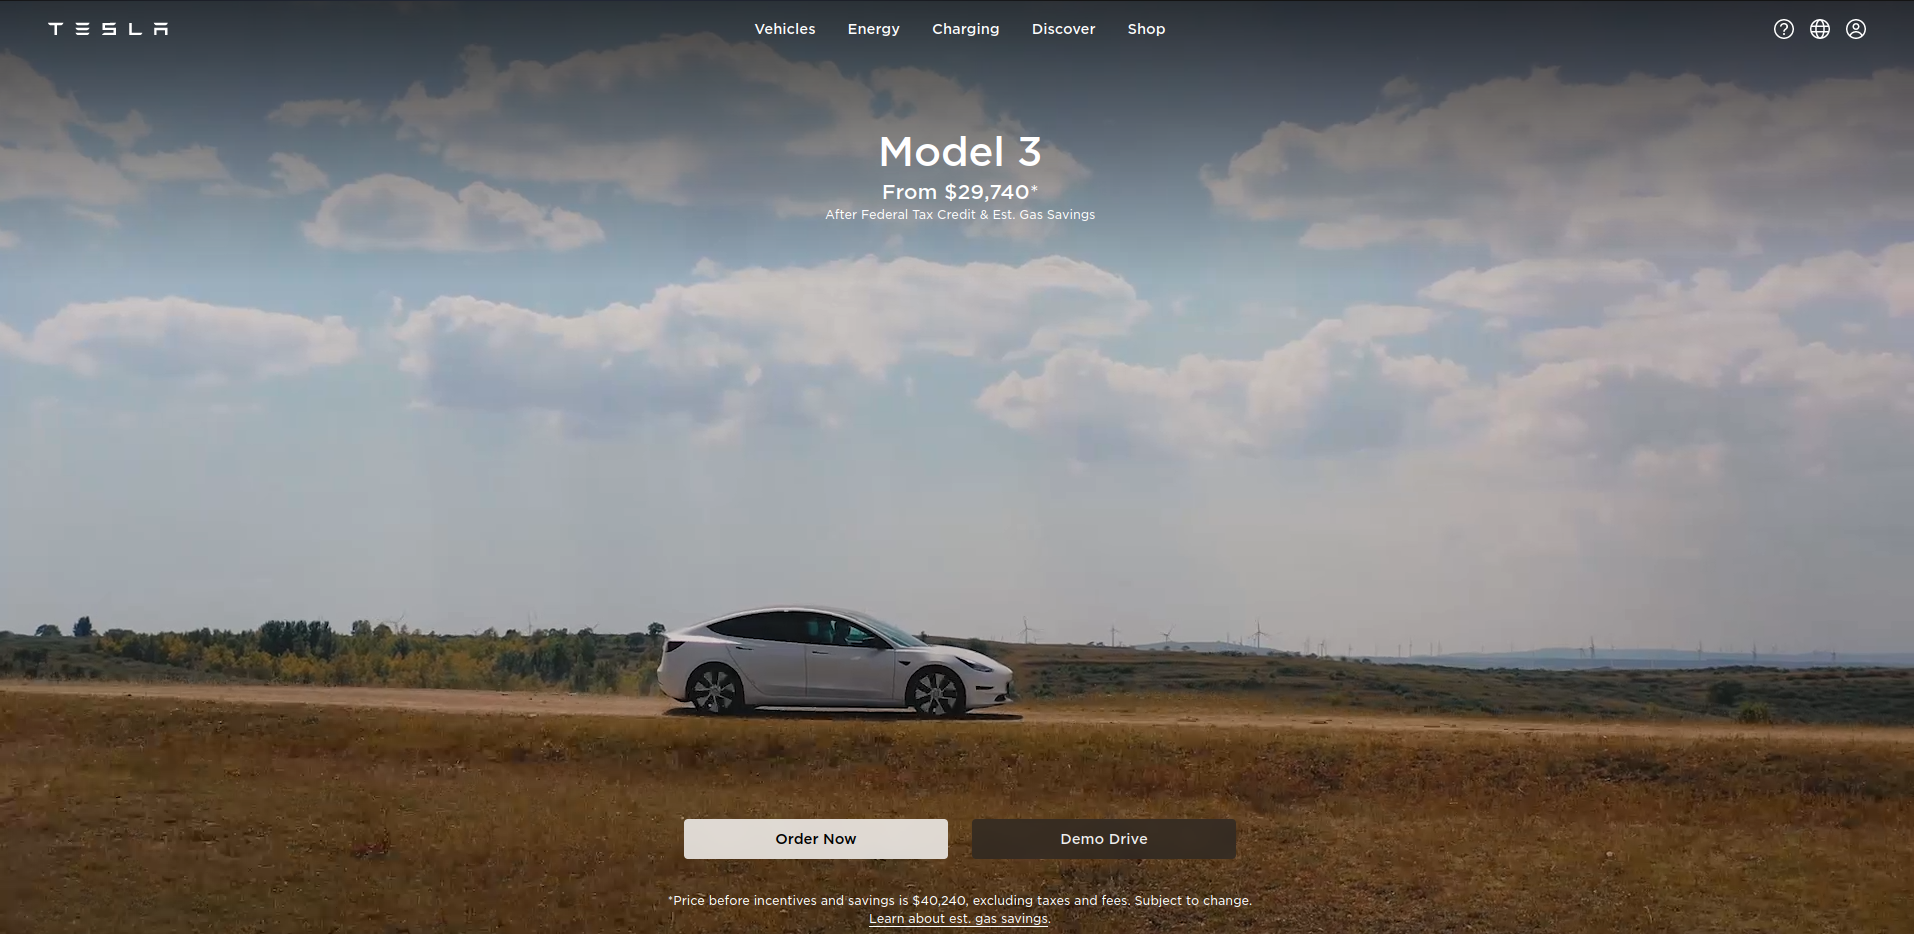 TESLA
Vehicles Energy Charging Discover Shop
Model 3
From $29,740*
After Federal Tax Credit & Est. Gas Savings
Order Now
Demo Drive
*Price before incentives and savings is $40,240, excluding taxes and fees. Subject to change.
Learn about est. gas savings.